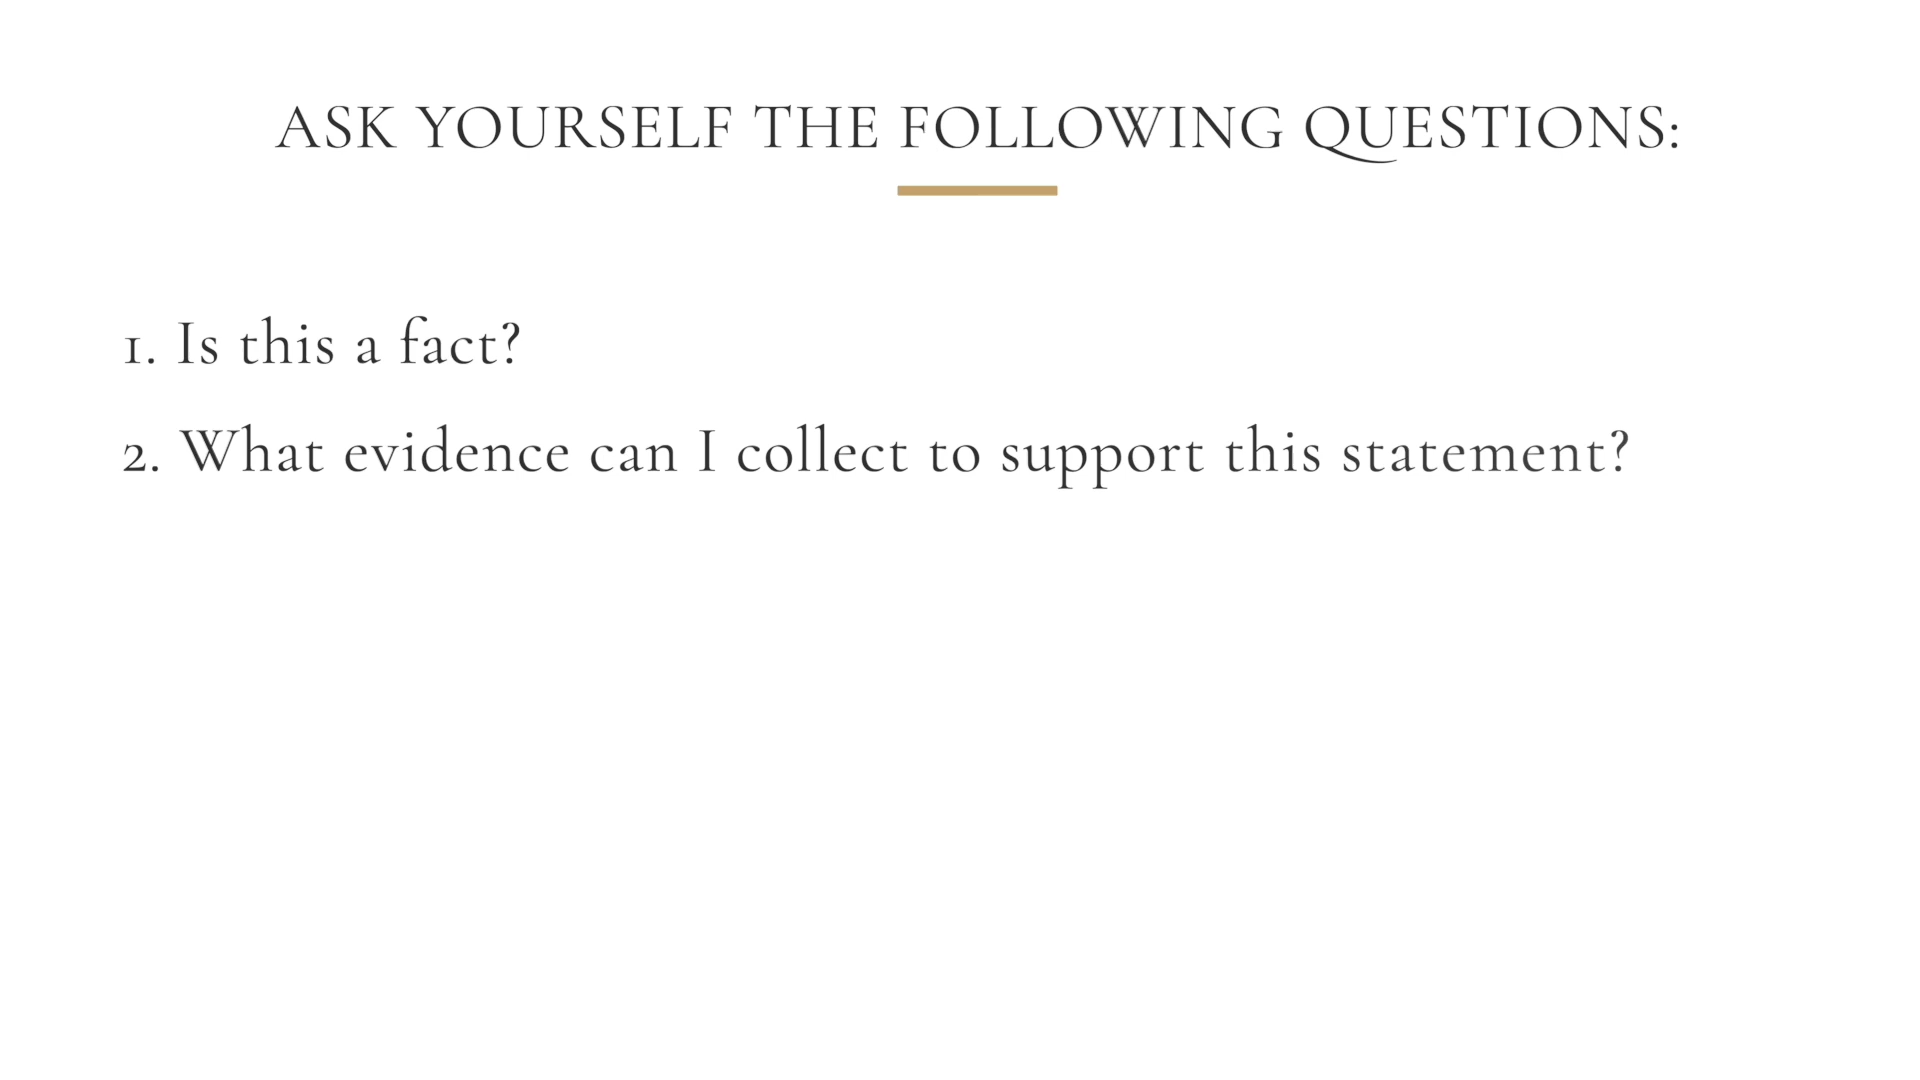 ASK YOURSELF THE FOLLOWING QUESTIONS:
1. Is this a fact?
2. What evidence can I collect to support this statement?